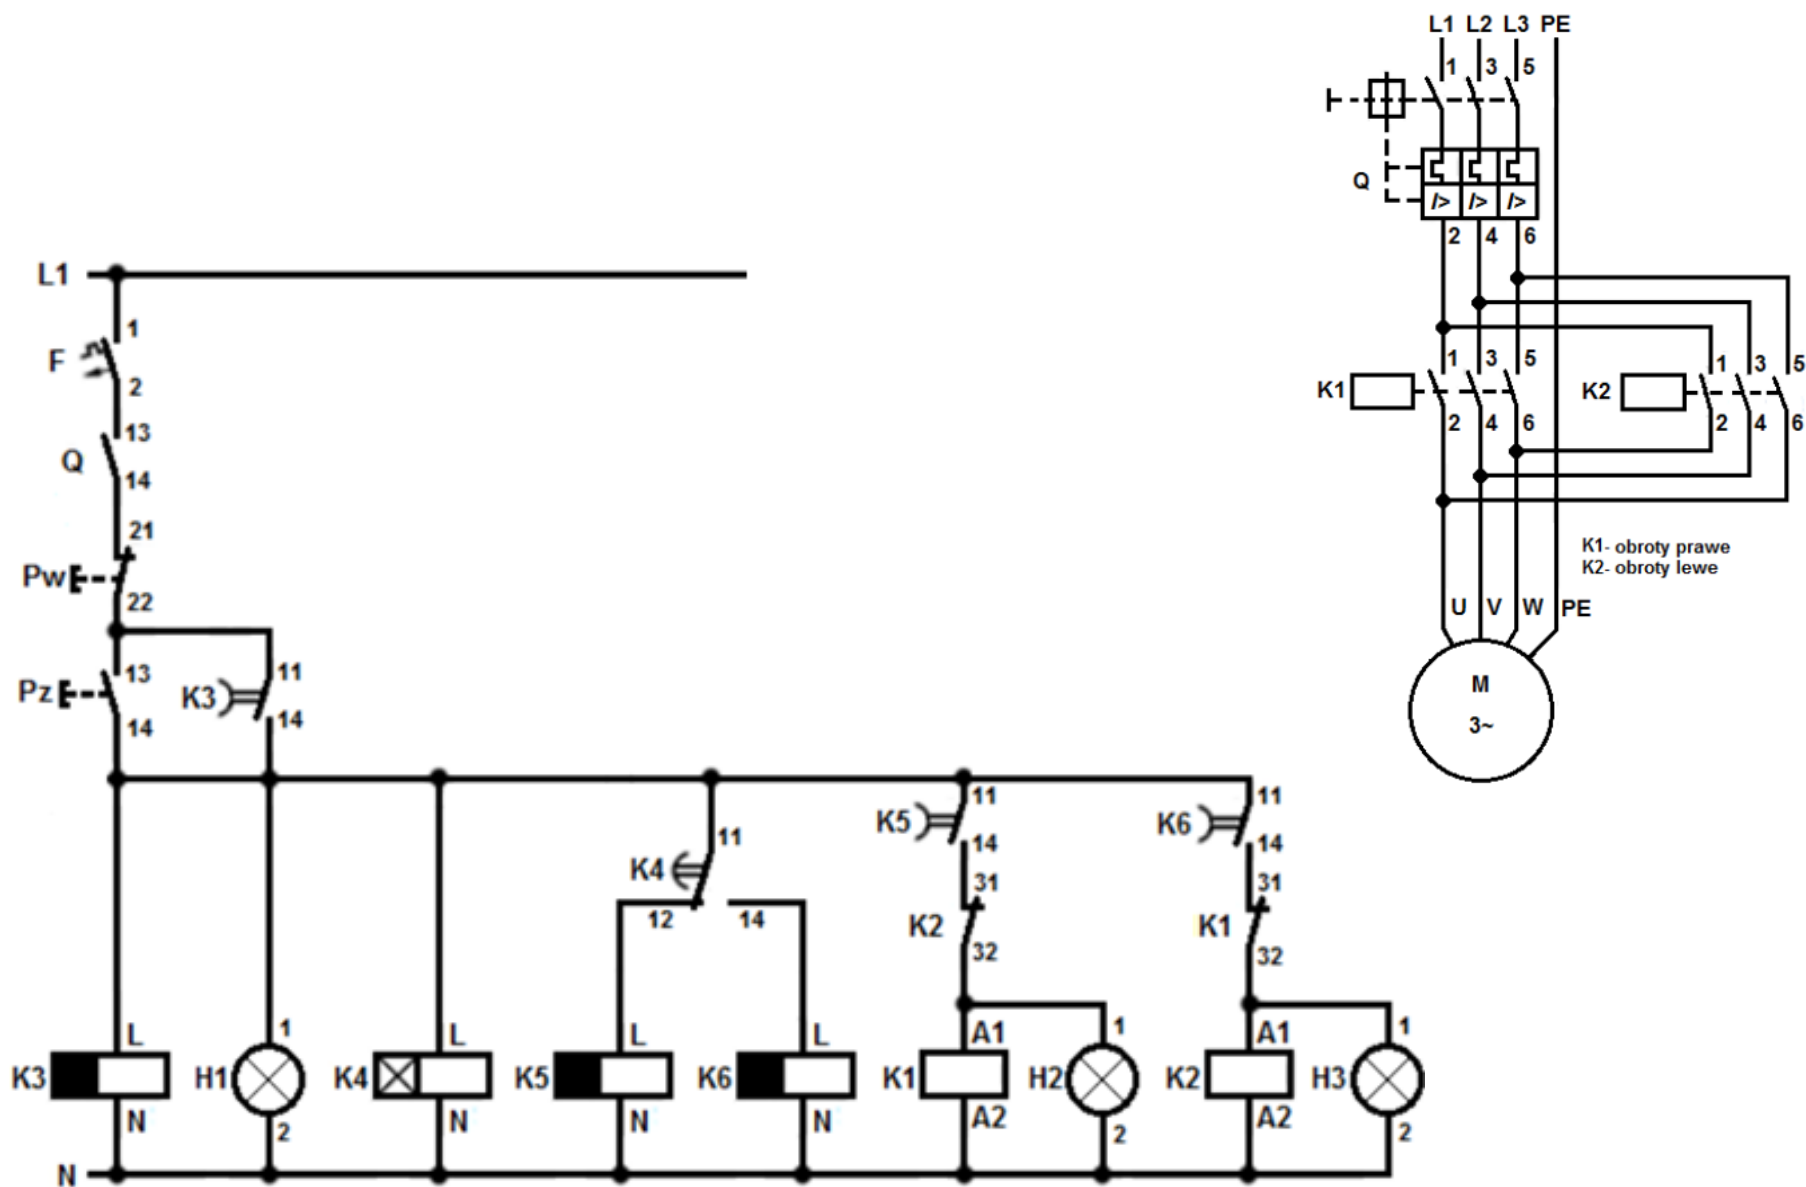 L1 L2 L3 PE
1 3 5
Q
/> /> />
2 4 6
1 3 5
K1
2 4 6
1 3 5
K2
2 4 6
K1- obroty prawe
K2- obroty lewe
U V W PE
M
3~
L1
1
F
2
13
Q
14
21
Pw
22
13
Pz
14
11
K3
14
11
K4
12 14
11
K5
14
31
K2
32
11
K6
14
31
K1
32
L
K3
N
1
H1
2
L
K4
N
L
K5
N
L
K6
N
A1
K1
A2
1
H2
2
A1
K2
A2
1
H3
2
N